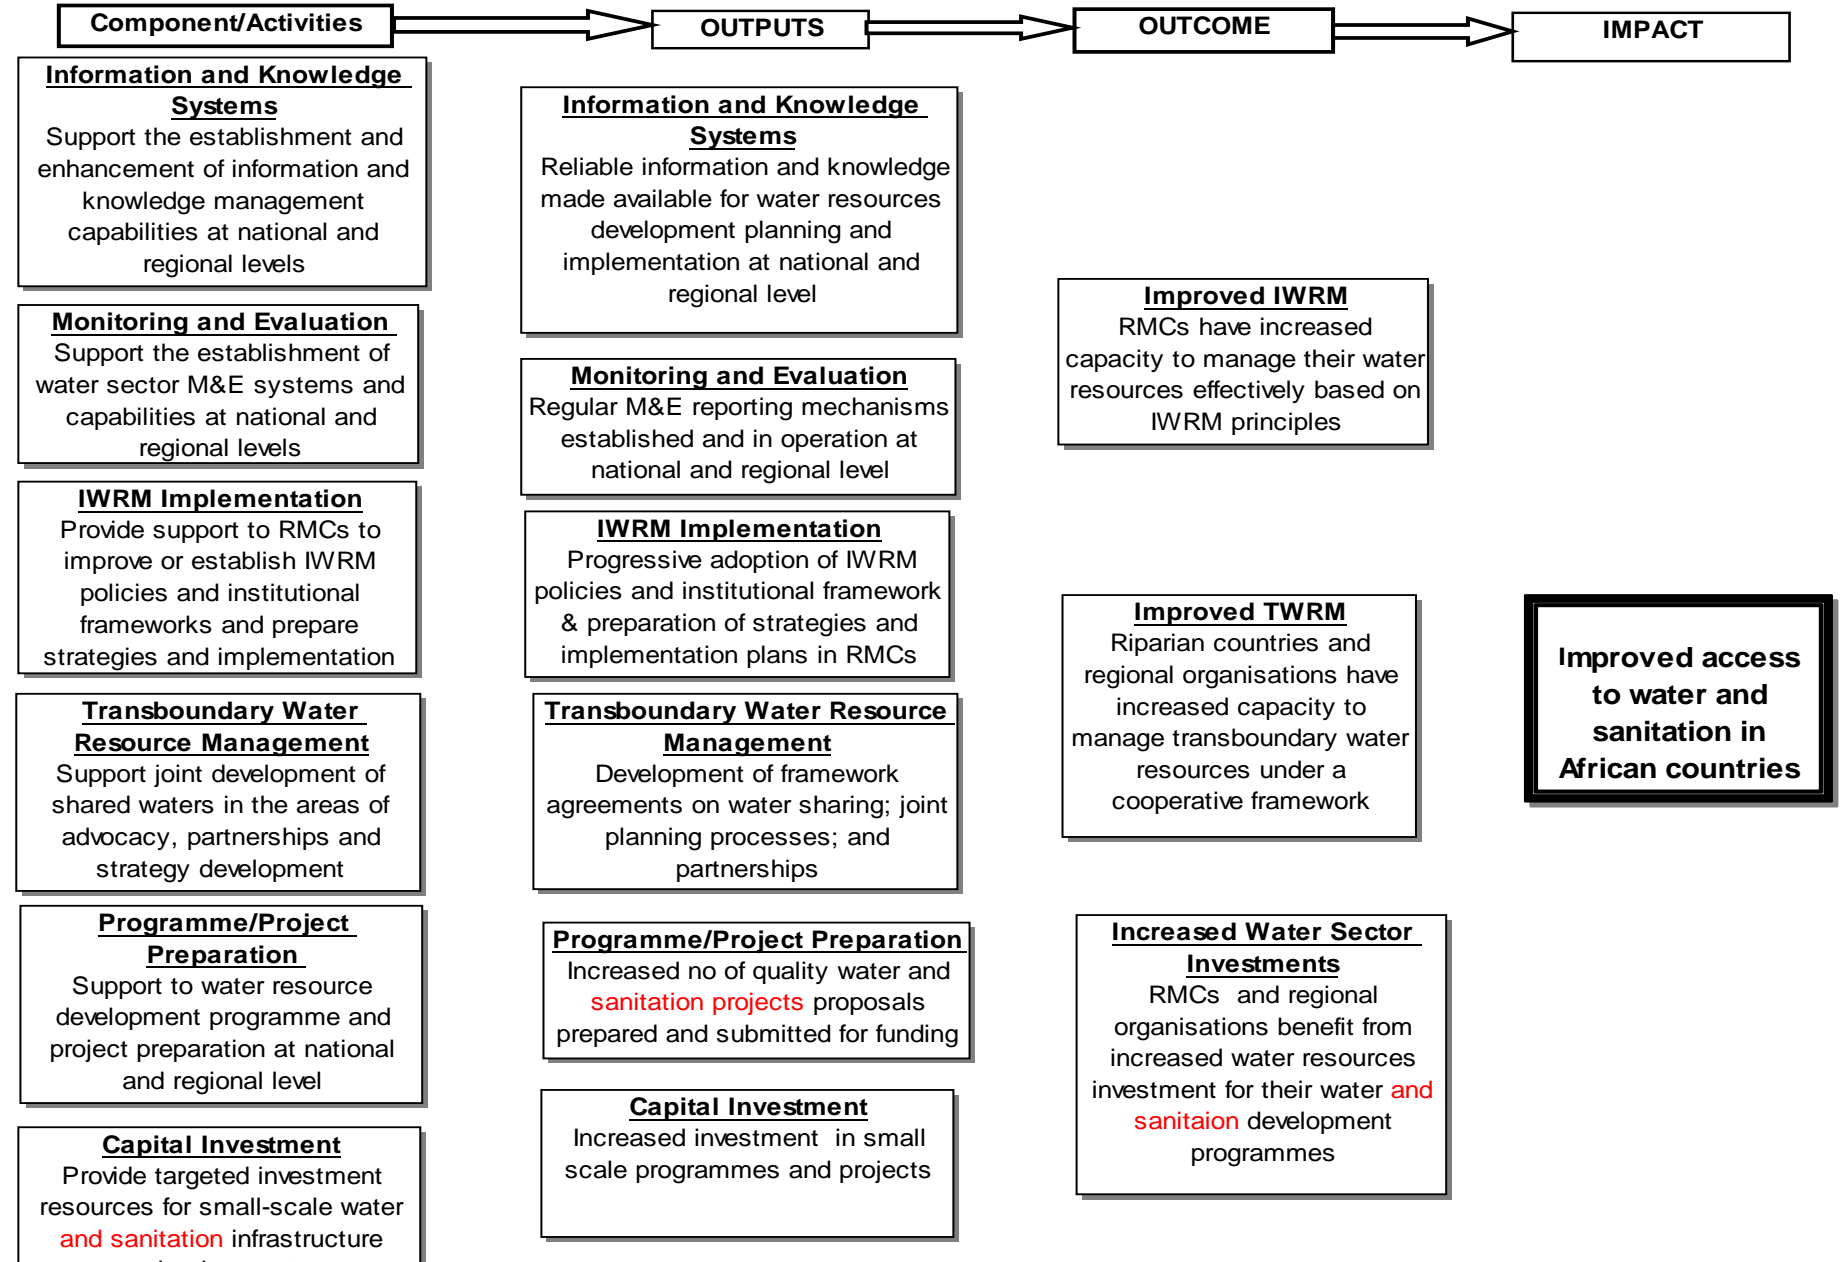 Component/Activities
OUTPUTS
OUTCOME
IMPACT
Information and Knowledge
Systems
Support the establishment and
enhancement of information and
knowledge management
capabilities at national and
regional levels
Monitoring and Evaluation
Support the establishment of
water sector M&E systems and
capabilities at national and
regional levels
IWRM Implementation
Provide support to RMCs to
improve or establish IWRM
policies and institutional
frameworks and prepare
strategies and implementation
Transboundary Water
Resource Management
Support joint development of
shared waters in the areas of
advocacy, partnerships and
strategy development
Programme/Project
Preparation
Support to water resource
development programme and
project preparation at national
and regional level
Capital Investment
Provide targeted investment
resources for small-scale water
and sanitation infrastructure
Information and Knowledge
Systems
Reliable information and knowledge
made available for water resources
development planning and
implementation at national and
regional level
Monitoring and Evaluation
Regular M&E reporting mechanisms
established and in operation at
national and regional level
IWRM Implementation
Progressive adoption of IWRM
policies and institutional framework
& preparation of strategies and
implementation plans in RMCs
Transboundary Water Resource
Management
Development of framework
agreements on water sharing; joint
planning processes; and
partnerships
Programme/Project Preparation
Increased no of quality water and
sanitation projects proposals
prepared and submitted for funding
Capital Investment
Increased investment in small
scale programmes and projects
Improved IWRM
RMCs have increased
capacity to manage their water
resources effectively based on
IWRM principles
Improved TWRM
Riparian countries and
regional organisations have
increased capacity to
manage transboundary water
resources under a
cooperative framework
Increased Water Sector
Investments
RMCs and regional
organisations benefit from
increased water resources
investment for their water and
sanitaion development
programmes
Improved access
to water and
sanitation in
African countries